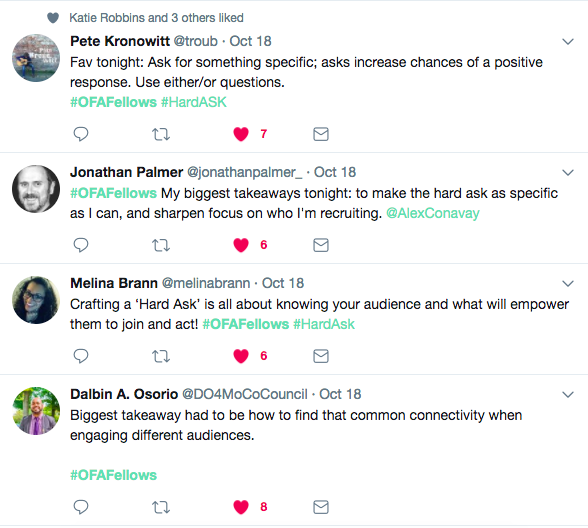 Katie Robbins and 3 others liked
Pete Kronowitt @troub · Oct 18
Fav tonight: Ask for something specific; asks increase chances of a positive
response. Use either/or questions.
#OFAFellows #HardASK
7
Jonathan Palmer @jonathanpalmer_ · Oct 18
#OFAFellows My biggest takeaways tonight: to make the hard ask as specific
as I can, and sharpen focus on who I'm recruiting. @AlexConavay
6
Melina Brann @melinabrann · Oct 18
Crafting a ‘Hard Ask’ is all about knowing your audience and what will empower
them to join and act! #OFAFellows #HardAsk
6
Dalbin A. Osorio @DO4MoCoCouncil · Oct 18
Biggest takeaway had to be how to find that common connectivity when
engaging different audiences.
#OFAFellows
8